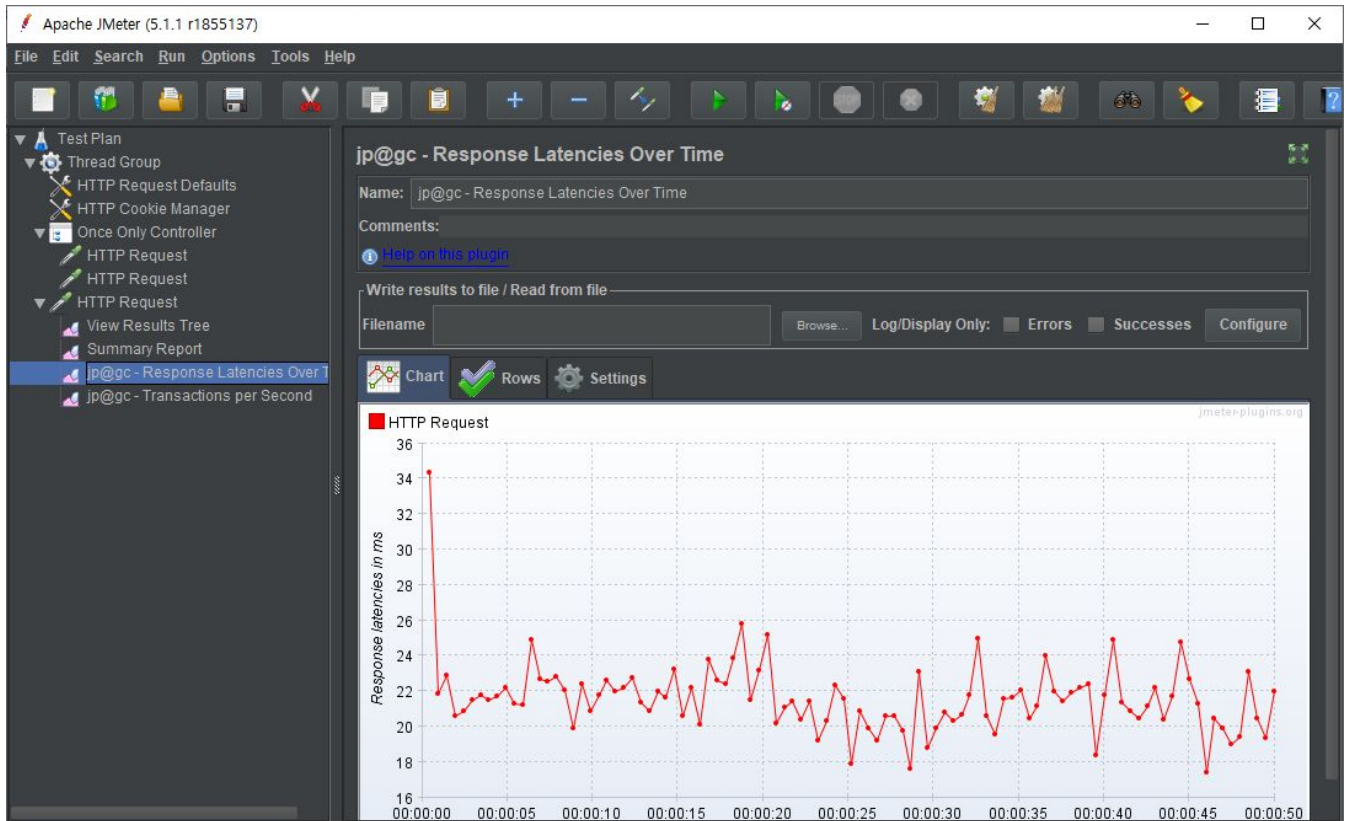 Apache JMeter (5.1.1 r1855137)
File Edit Search Run Options Tools Help
STOP
Test Plan
Thread Group
HTTP Request Defaults
HTTP Cookie Manager
Once Only Controller
HTTP Request
HTTP Request
HTTP Request
View Results Tree
Summary Report
jp@gc - Response Latencies Over T
jp@gc - Transactions per Second
jp@gc - Response Latencies Over Time
Name: jp@gc - Response Latencies Over Time
Comments:
Help on this plugin
Write results to file / Read from file
Filename Browse... Log/Display Only: Errors Successes Configure
Chart Rows Settings
jmeter-plugins.org
HTTP Request
Response latencies in ms
36
34
32
30
28
26
24
22
20
18
16
00:00:00 00:00:05 00:00:10 00:00:15 00:00:20 00:00:25 00:00:30 00:00:35 00:00:40 00:00:45 00:00:50